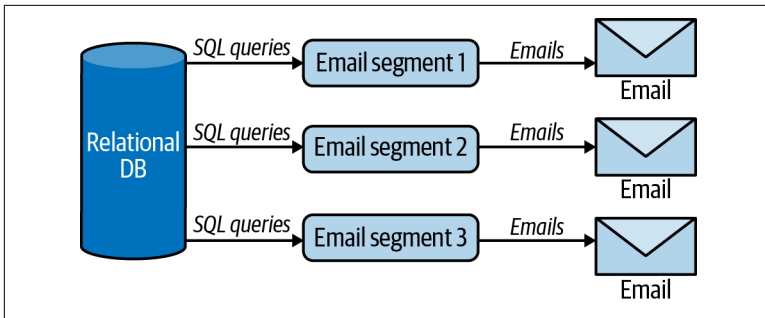 SQL queries
Email segment 1
Emails
Email
Relational
DB
SQL queries
Email segment 2
Emails
Email
SQL queries
Email segment 3
Emails
Email